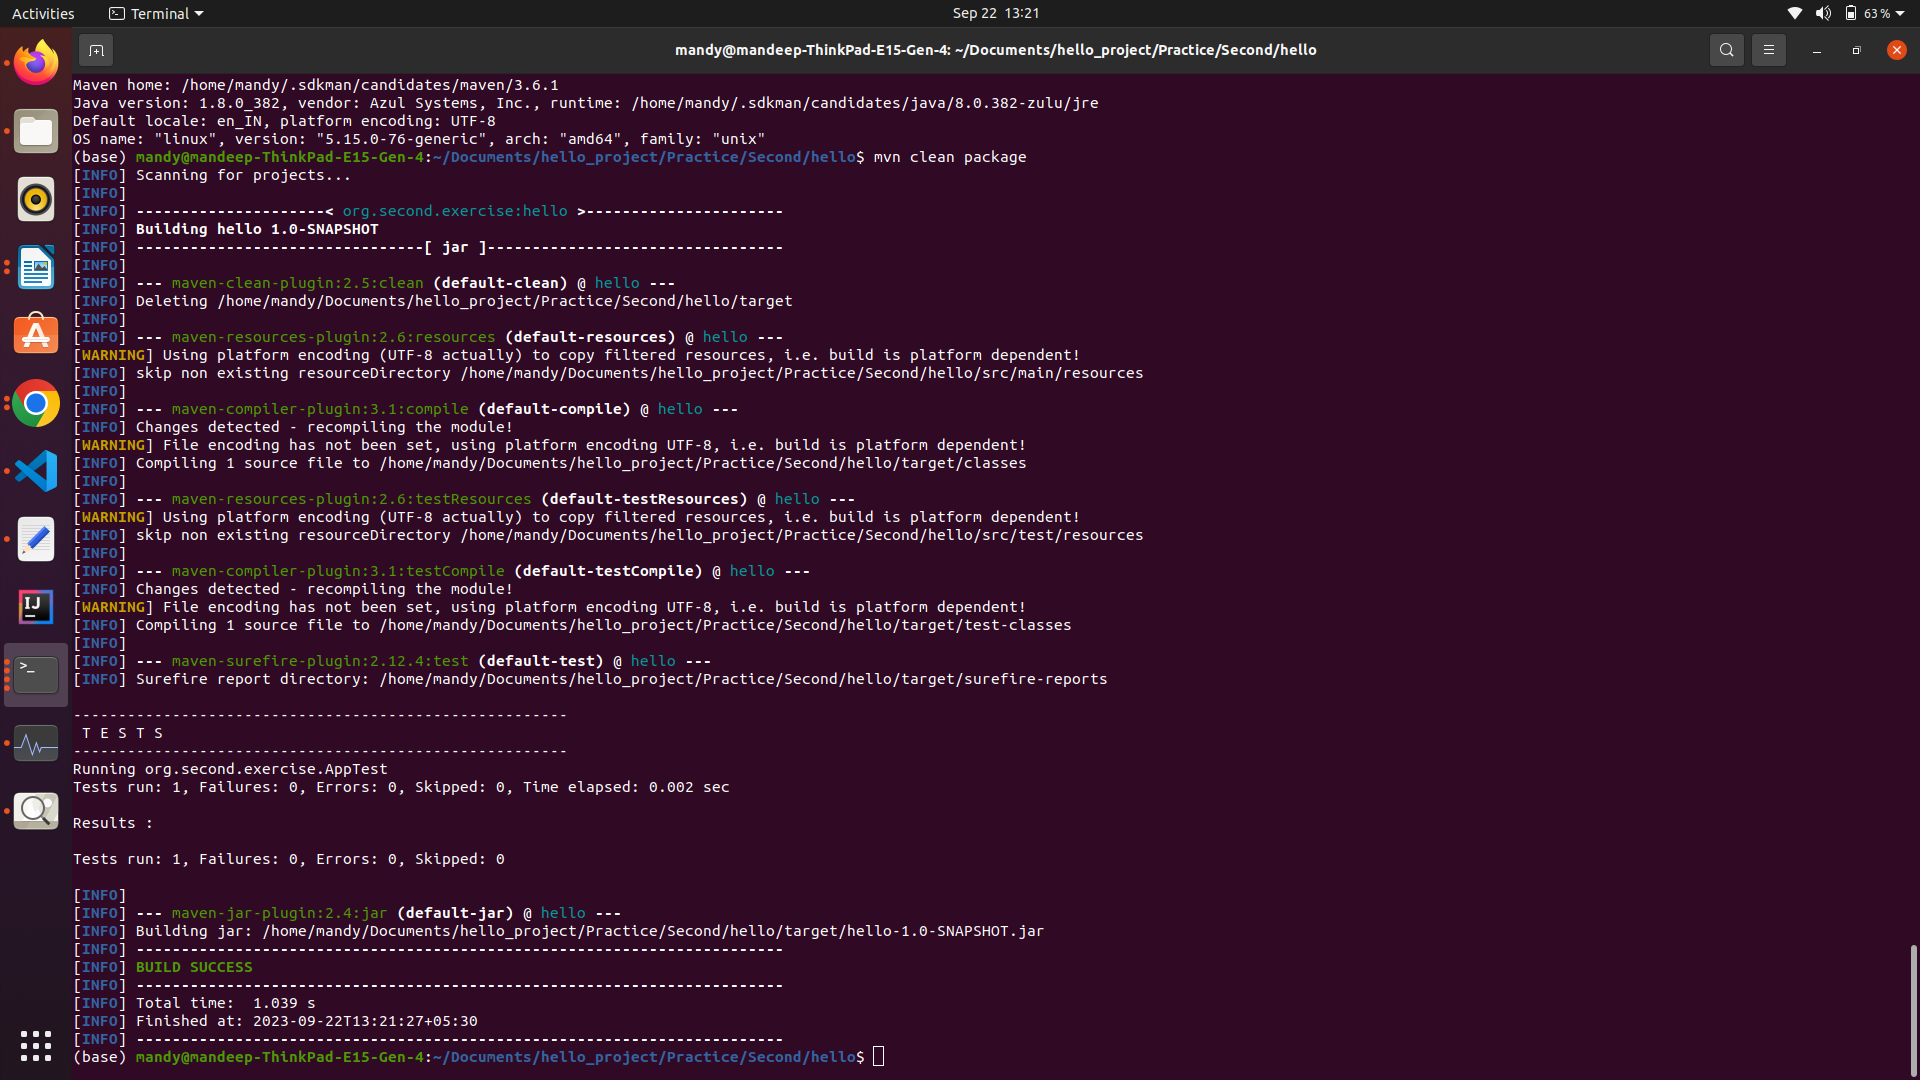 Activities Terminal Sep 22 13:21 63 %
mandy@mandeep-ThinkPad-E15-Gen-4: ~/Documents/hello_project/Practice/Second/hello
Maven home: /home/mandy/.sdkman/candidates/maven/3.6.1
Java version: 1.8.0_382, vendor: Azul Systems, Inc., runtime: /home/mandy/.sdkman/candidates/java/8.0.382-zulu/jre
Default locale: en_IN, platform encoding: UTF-8
OS name: "linux", version: "5.15.0-76-generic", arch: "amd64", family: "unix"
(base) mandy@mandeep-ThinkPad-E15-Gen-4:~/Documents/hello_project/Practice/Second/hello$ mvn clean package
[INFO] Scanning for projects...
[INFO]
[INFO] ---------------------< org.second.exercise:hello >----------------------
[INFO] Building hello 1.0-SNAPSHOT
[INFO] --------------------------------[ jar ]---------------------------------
[INFO]
[INFO] --- maven-clean-plugin:2.5:clean (default-clean) @ hello ---
[INFO] Deleting /home/mandy/Documents/hello_project/Practice/Second/hello/target
[INFO]
[INFO] --- maven-resources-plugin:2.6:resources (default-resources) @ hello ---
[WARNING] Using platform encoding (UTF-8 actually) to copy filtered resources, i.e. build is platform dependent!
[INFO] skip non existing resourceDirectory /home/mandy/Documents/hello_project/Practice/Second/hello/src/main/resources
[INFO]
[INFO] --- maven-compiler-plugin:3.1:compile (default-compile) @ hello ---
[INFO] Changes detected - recompiling the module!
[WARNING] File encoding has not been set, using platform encoding UTF-8, i.e. build is platform dependent!
[INFO] Compiling 1 source file to /home/mandy/Documents/hello_project/Practice/Second/hello/target/classes
[INFO]
[INFO] --- maven-resources-plugin:2.6:testResources (default-testResources) @ hello ---
[WARNING] Using platform encoding (UTF-8 actually) to copy filtered resources, i.e. build is platform dependent!
[INFO] skip non existing resourceDirectory /home/mandy/Documents/hello_project/Practice/Second/hello/src/test/resources
[INFO]
[INFO] --- maven-compiler-plugin:3.1:testCompile (default-testCompile) @ hello ---
[INFO] Changes detected - recompiling the module!
[WARNING] File encoding has not been set, using platform encoding UTF-8, i.e. build is platform dependent!
[INFO] Compiling 1 source file to /home/mandy/Documents/hello_project/Practice/Second/hello/target/test-classes
[INFO]
[INFO] --- maven-surefire-plugin:2.12.4:test (default-test) @ hello ---
[INFO] Surefire report directory: /home/mandy/Documents/hello_project/Practice/Second/hello/target/surefire-reports
-------------------------------------------------------
T E S T S
-------------------------------------------------------
Running org.second.exercise.AppTest
Tests run: 1, Failures: 0, Errors: 0, Skipped: 0, Time elapsed: 0.002 sec
Results :
Tests run: 1, Failures: 0, Errors: 0, Skipped: 0
[INFO]
[INFO] --- maven-jar-plugin:2.4:jar (default-jar) @ hello ---
[INFO] Building jar: /home/mandy/Documents/hello_project/Practice/Second/hello/target/hello-1.0-SNAPSHOT.jar
[INFO] ------------------------------------------------------------------------
[INFO] BUILD SUCCESS
[INFO] ------------------------------------------------------------------------
[INFO] Total time:  1.039 s
[INFO] Finished at: 2023-09-22T13:21:27+05:30
[INFO] ------------------------------------------------------------------------
(base) mandy@mandeep-ThinkPad-E15-Gen-4:~/Documents/hello_project/Practice/Second/hello$